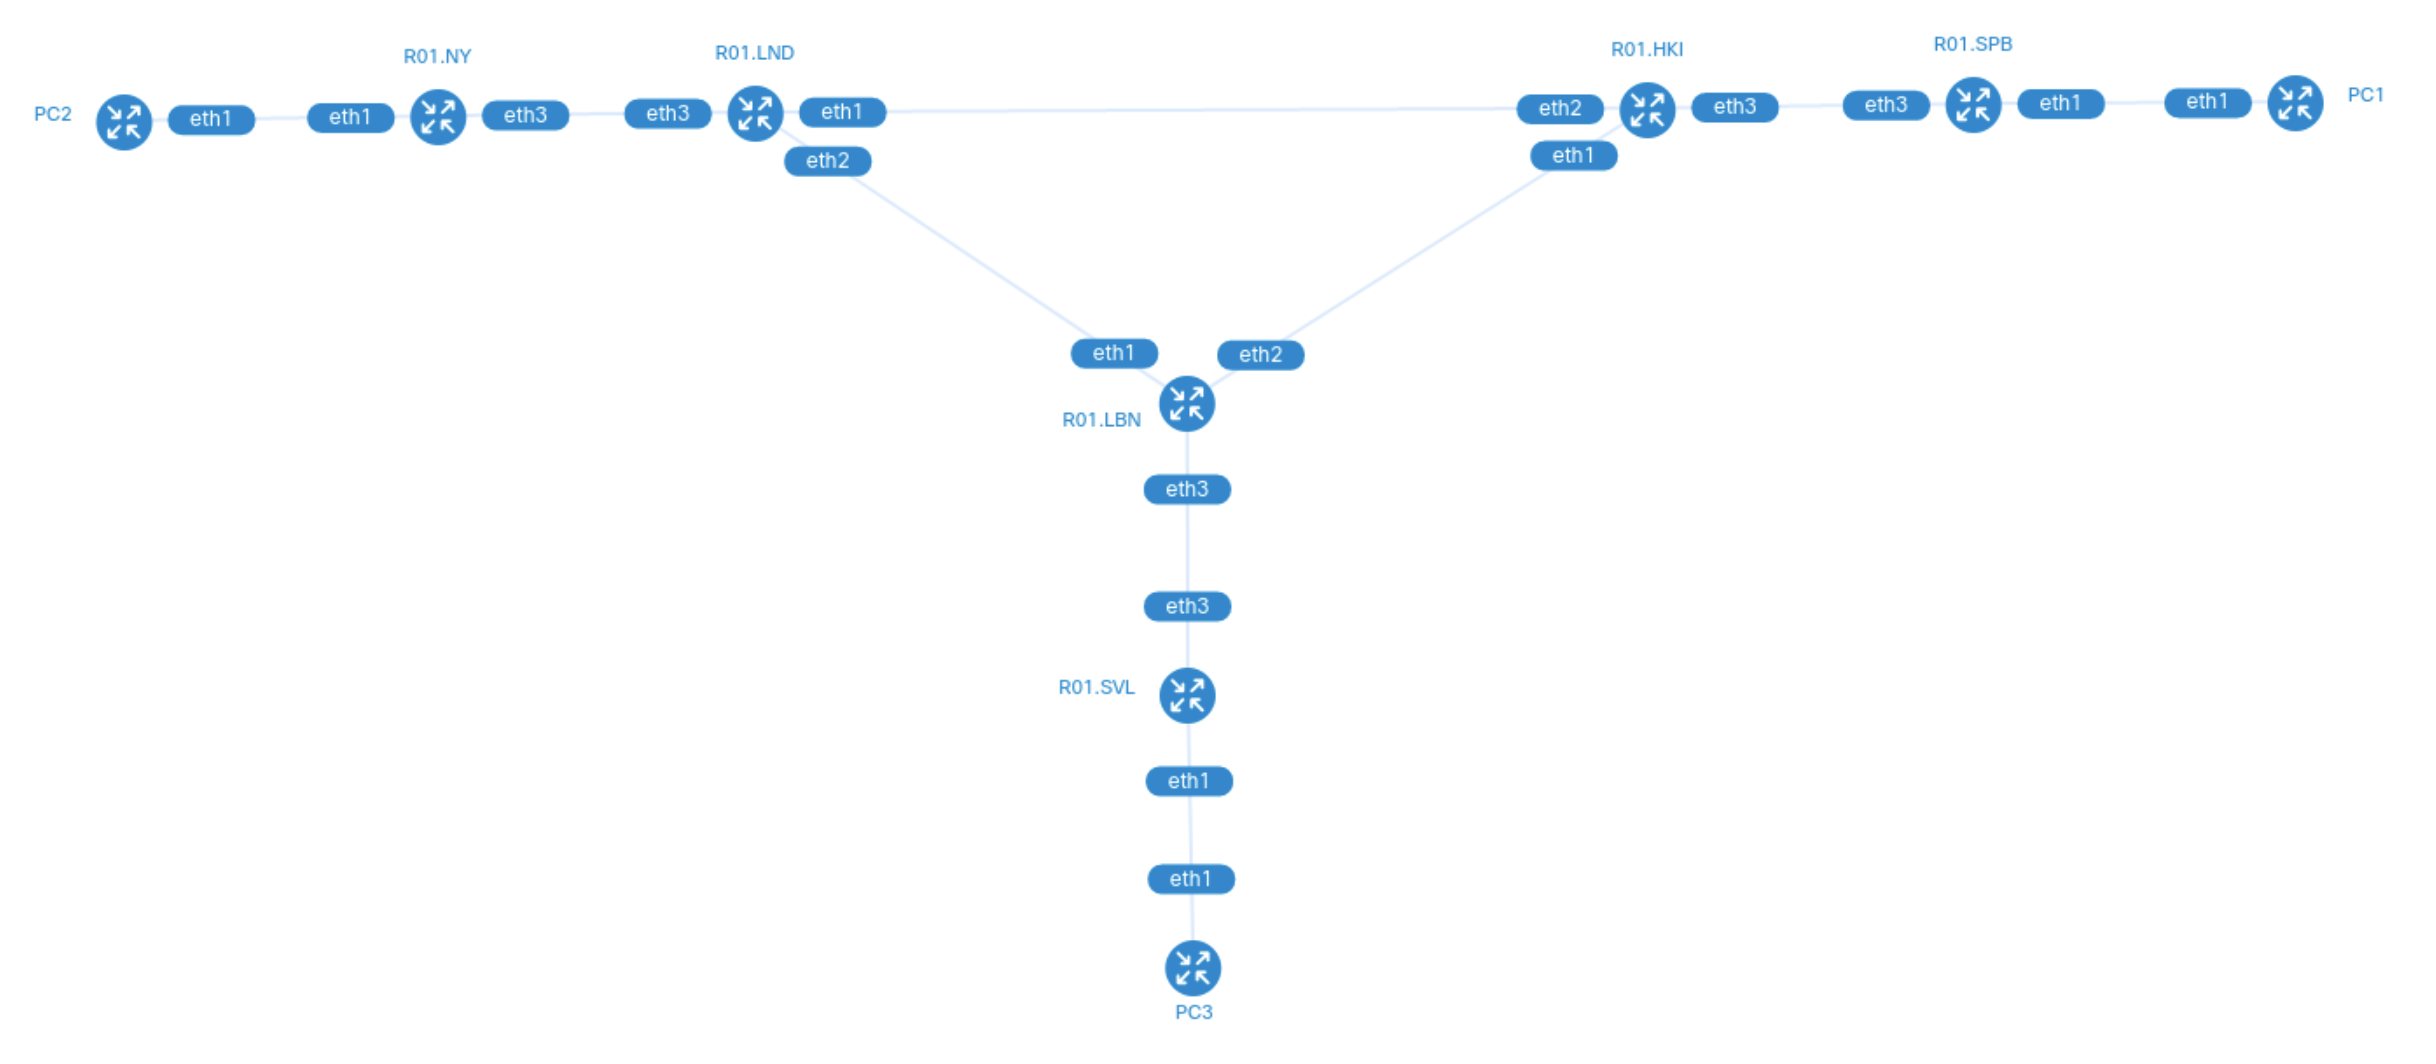 R01.NY
R01.LND
R01.HKI
R01.SPB
PC2
eth1
eth1
eth3
eth3
eth1
eth2
eth3
eth3
eth1
eth1
PC1
eth2
eth1
eth1
eth2
R01.LBN
eth3
eth3
R01.SVL
eth1
eth1
PC3